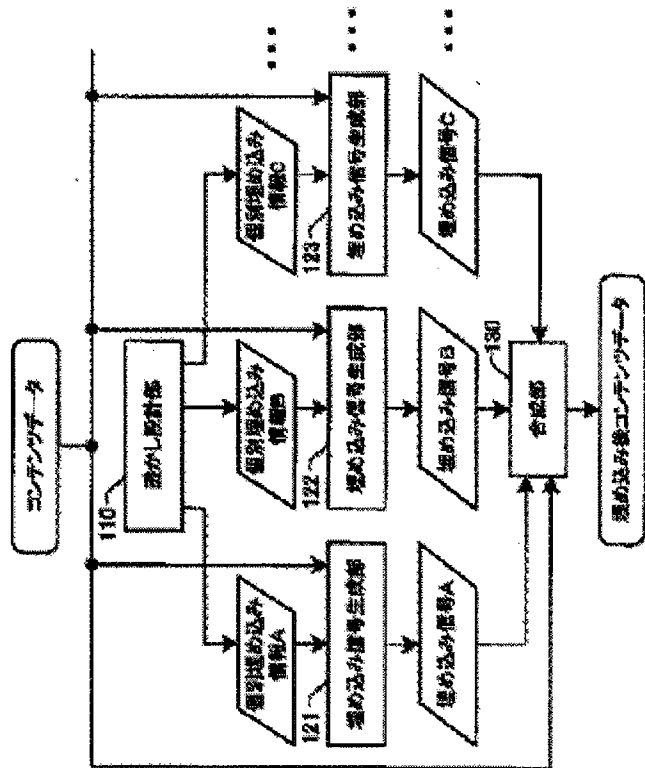 コンテンツデータ
110
透かし設計部
個別埋め込み
情報A
個別埋め込み
情報B
個別埋め込み
情報C
121
埋め込み信号生成部
122
埋め込み信号生成部
123
埋め込み信号生成部
埋め込み信号A
埋め込み信号B
埋め込み信号C
130
合成部
埋め込み後コンテンツデータ